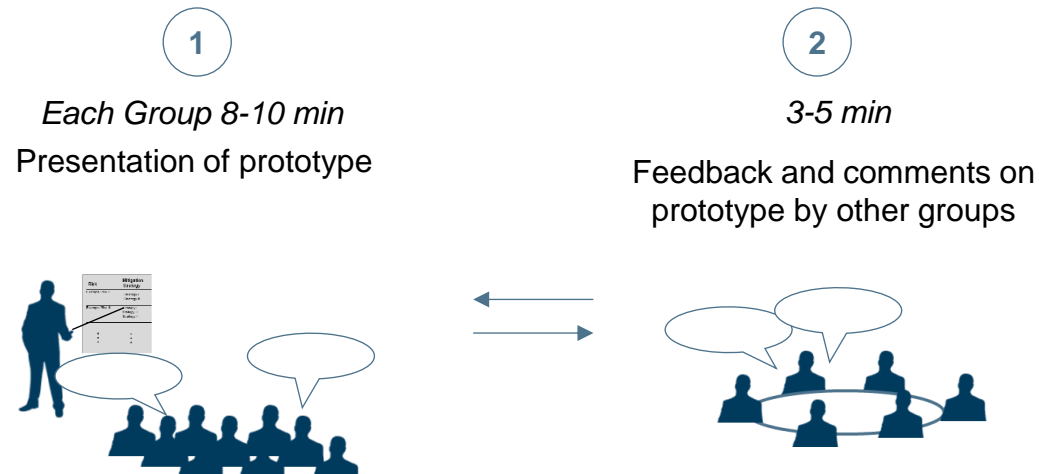 1
Each Group 8-10 min
Presentation of prototype
Risk
Mitigation
Strategy
2
3-5 min
Feedback and comments on
prototype by other groups